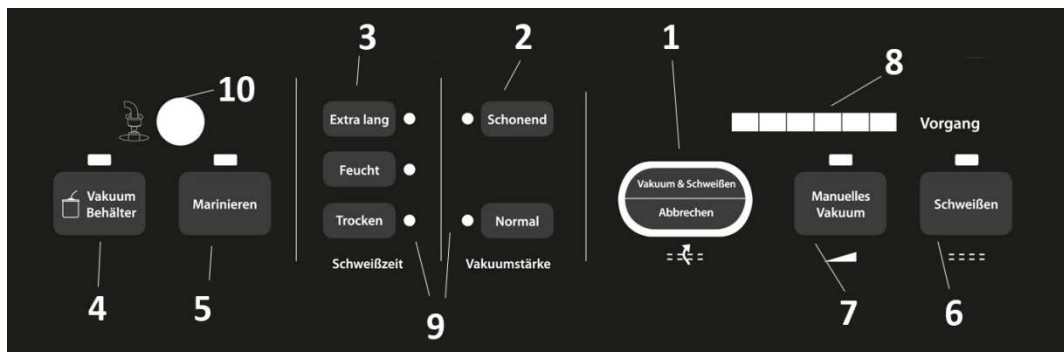 3
2
1
8
10
Extra lang
Schonend
Vorgang
Feucht
Vakuum & Schweißen
Abbrechen
Vakuum
Behälter
Marinieren
Trocken
Normal
Manuelles
Vakuum
Schweißen
Schweißzeit
Vakuumstärke
4
5
9
7
6